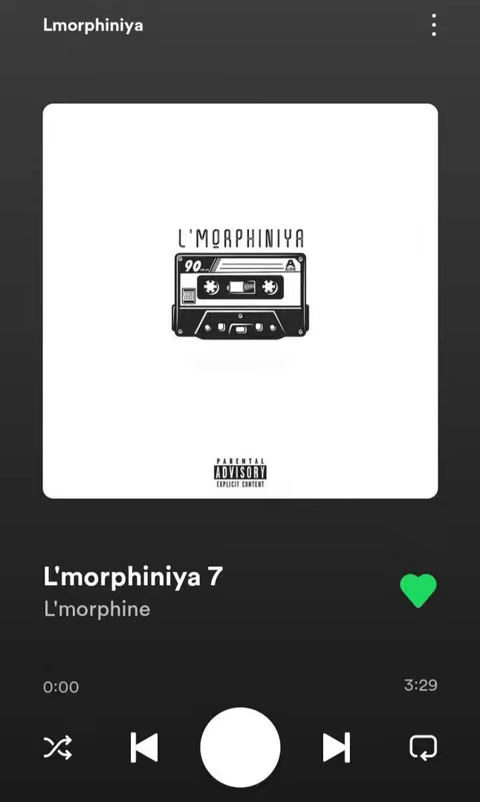 Lmorphiniya
L'MORPHINIYA
90
A
PARENTAL
ADVISORY
EXPLICIT CONTENT
L'morphiniya 7
L'morphine
0:00
3:29